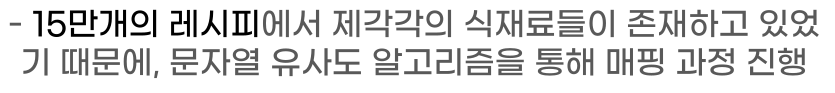 - 15만개의 레시피에서 제각각의 식재료들이 존재하고 있었
기 때문에, 문자열 유사도 알고리즘을 통해 매핑 과정 진행